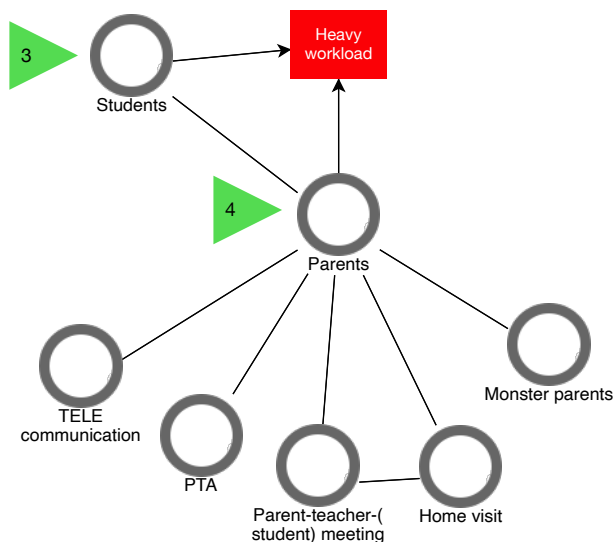 3
Heavy
workload
Students
4
Parents
Monster parents
TELE
communication
PTA
Parent-teacher-(
student) meeting
Home visit